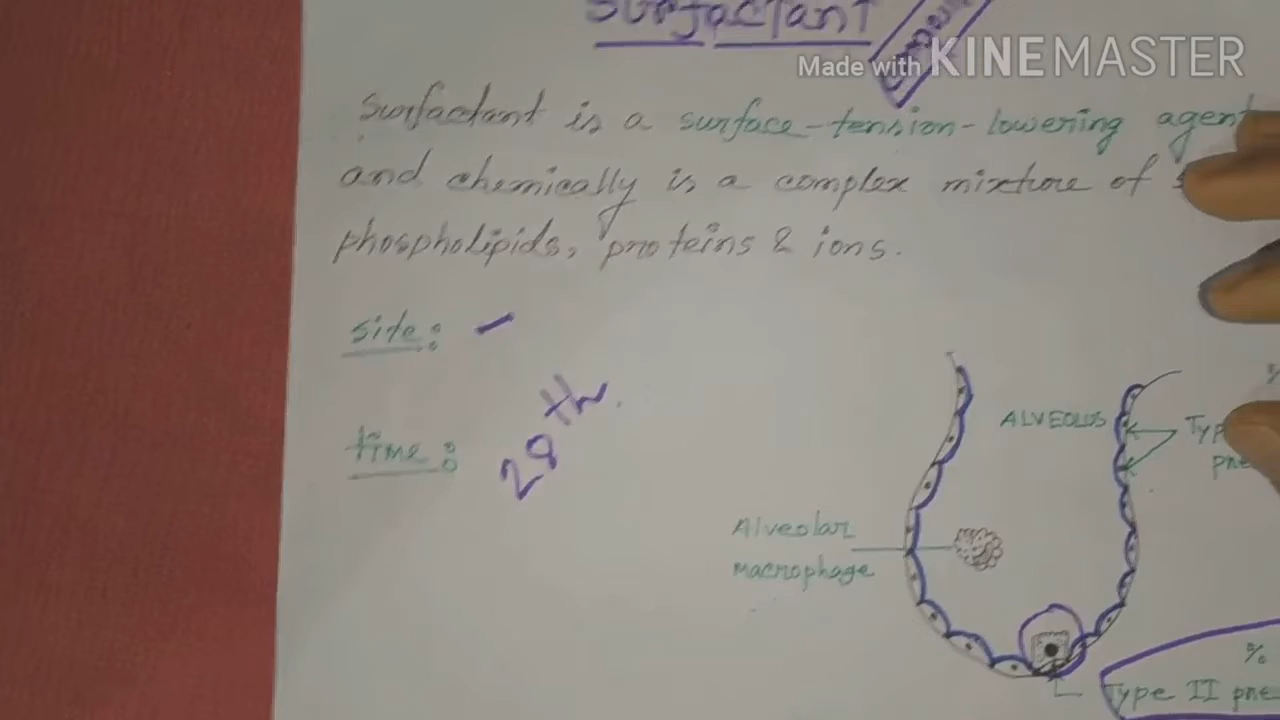 Surfactant
Made with KINEMASTER
Surfactant is a surface-tension-lowering agent
and chemically is a complex mixture of
phospholipids, proteins & ions.
site: -
time: 28th
ALVEOLUS
Alveolar
macrophage
%
Type II